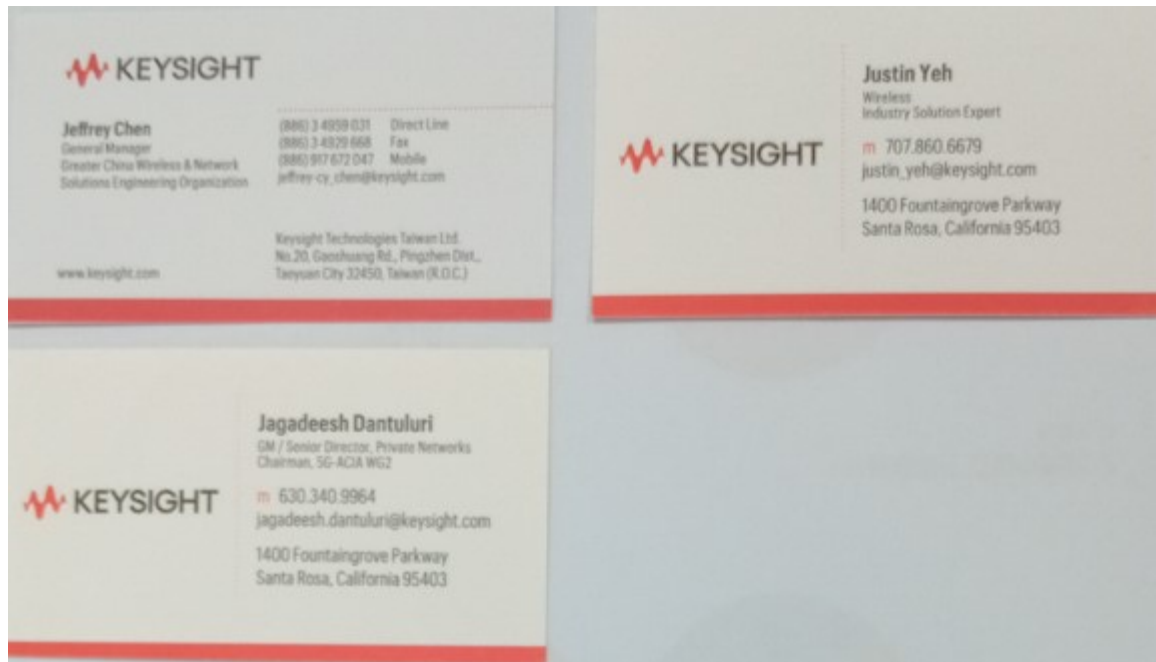 KEYSIGHT
Jeffrey Chen
General Manager
Greater China Wireless & Network
Solutions Engineering Organization
(886) 3 4959 031 Direct Line
(886) 3 4929 668 Fax
(886) 917 672 047 Mobile
jeffrey-cy_chen@keysight.com
Keysight Technologies Taiwan Ltd.
No.20, Gaoshuang Rd., Pingzhen Dist.,
Taoyuan City 32450, Taiwan (R.O.C.)
www.keysight.com
KEYSIGHT
Justin Yeh
Wireless
Industry Solution Expert
m 707.860.6679
justin_yeh@keysight.com
1400 Fountaingrove Parkway
Santa Rosa, California 95403
KEYSIGHT
Jagadeesh Dantuluri
GM / Senior Director, Private Networks
Chairman, 5G-ACIA WG2
m 630.340.9964
jagadeesh.dantuluri@keysight.com
1400 Fountaingrove Parkway
Santa Rosa, California 95403